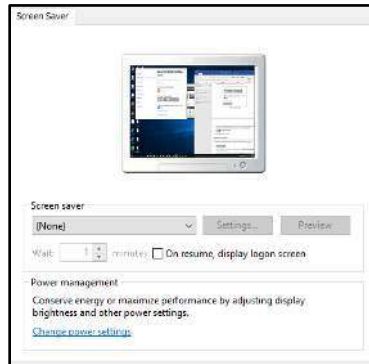 Screen Saver
Screen saver
(None)
Settings...
Preview
Wait:
1
minutes
On resume, display logon screen
Power management
Conserve energy or maximize performance by adjusting display
brightness and other power settings.
Change power settings